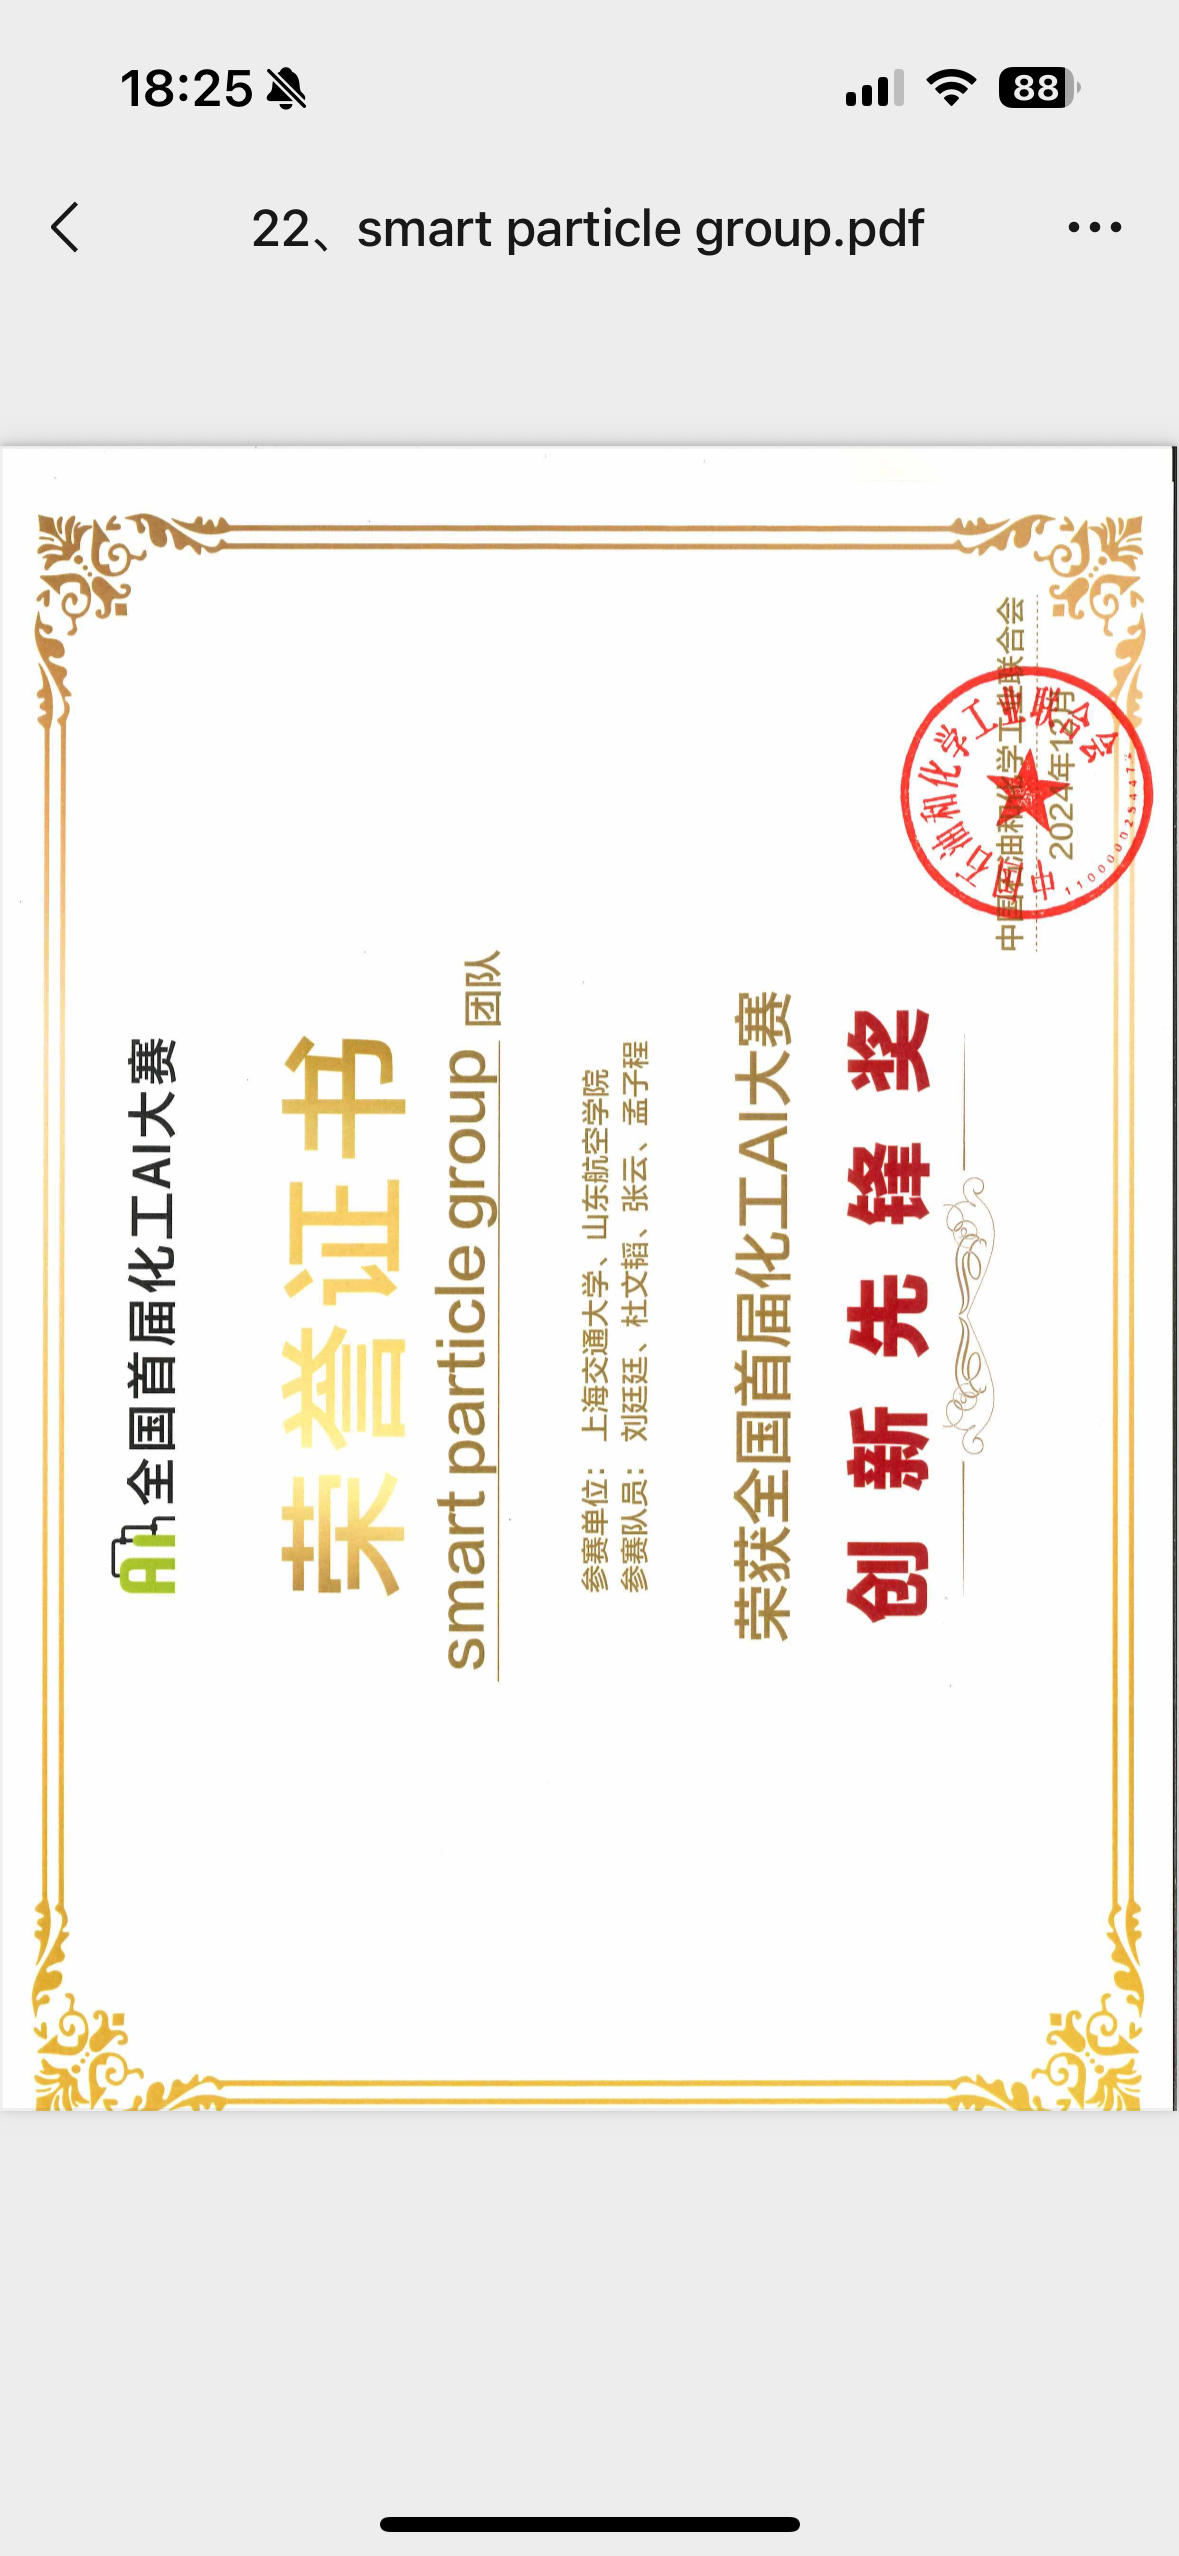 18:25
88
22、smart particle group.pdf
AI 全国首届化工AI大赛
荣誉证书
smart particle group 团队
参赛单位：上海交通大学、山东航空学院
参赛队员：刘廷廷、杜文韬、张云、孟子程
荣获全国首届化工AI大赛
创新先锋奖
中国石油和化学工业联合会
2024年12月
中国石油和化学工业联合会